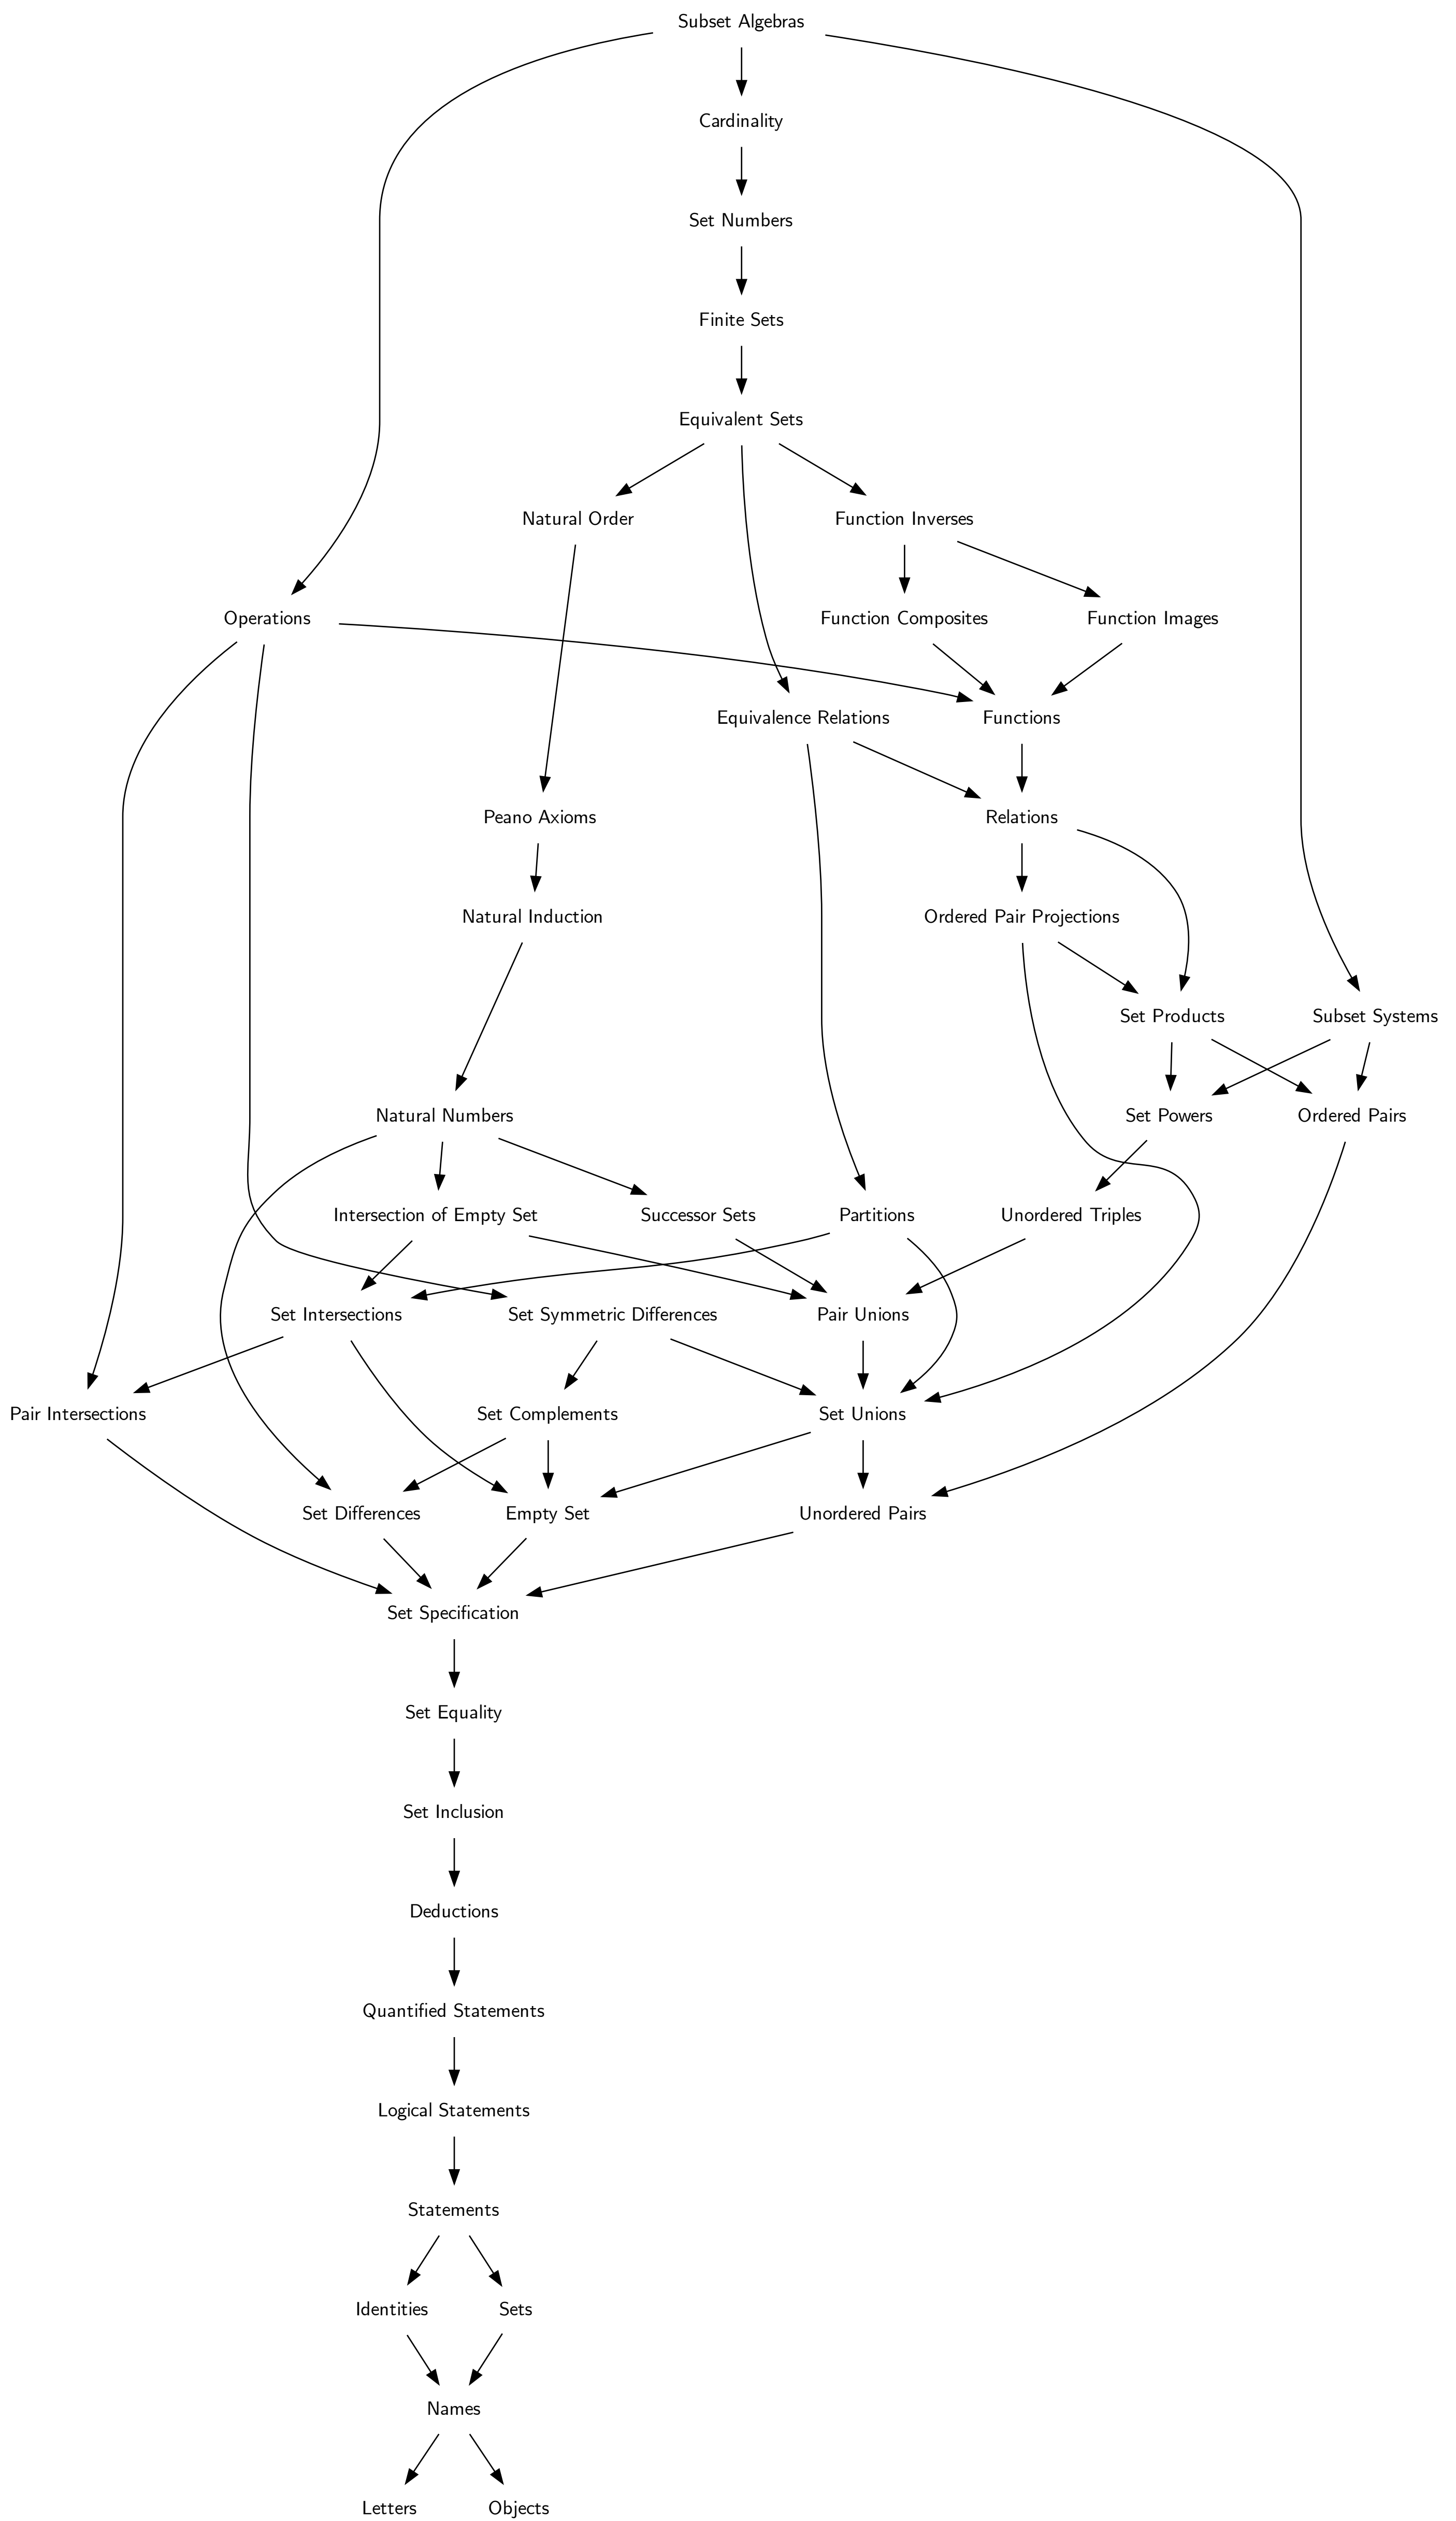 Subset Algebras
Cardinality
Set Numbers
Finite Sets
Equivalent Sets
Natural Order
Function Inverses
Operations
Function Composites
Function Images
Equivalence Relations
Functions
Peano Axioms
Relations
Natural Induction
Ordered Pair Projections
Set Products
Subset Systems
Natural Numbers
Set Powers
Ordered Pairs
Intersection of Empty Set
Successor Sets
Partitions
Unordered Triples
Set Intersections
Set Symmetric Differences
Pair Unions
Pair Intersections
Set Complements
Set Unions
Set Differences
Empty Set
Unordered Pairs
Set Specification
Set Equality
Set Inclusion
Deductions
Quantified Statements
Logical Statements
Statements
Identities
Sets
Names
Letters
Objects